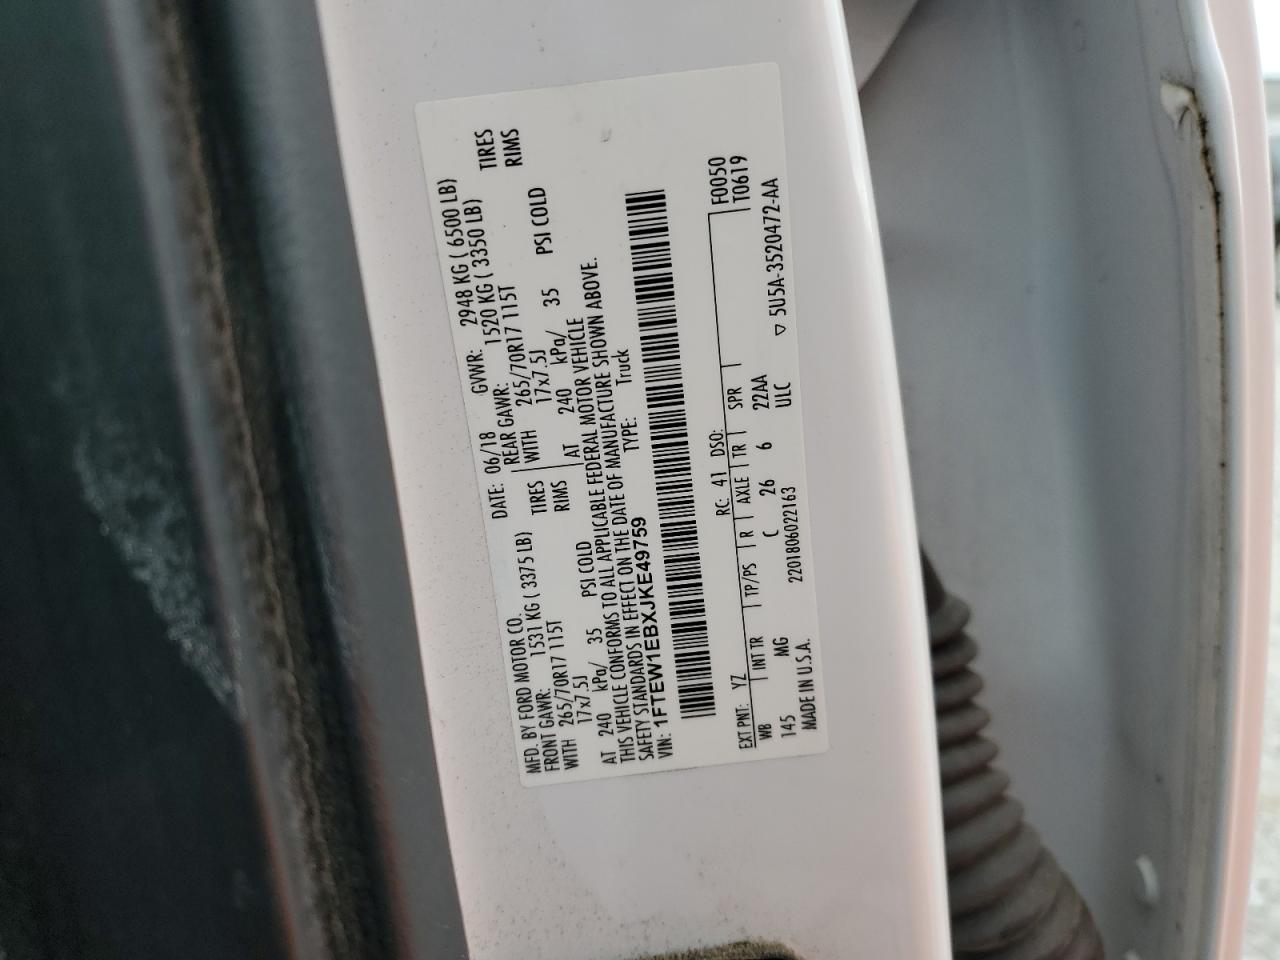 MFD. BY FORD MOTOR CO.
DATE: 06/18 GVWR: 2948 KG ( 6500 LB)
FRONT GAWR: 1531 KG ( 3375 LB) REAR GAWR: 1520 KG ( 3350 LB)
WITH 265/70R17 115T TIRES WITH 265/70R17 115T TIRES
17x7.5J RIMS 17x7.5J RIMS
AT 240 kPa/ 35 PSI COLD AT 240 kPa/ 35 PSI COLD
THIS VEHICLE CONFORMS TO ALL APPLICABLE FEDERAL MOTOR VEHICLE
SAFETY STANDARDS IN EFFECT ON THE DATE OF MANUFACTURE SHOWN ABOVE.
VIN: 1FTEW1EBXJKE49759 TYPE: Truck
F0050
EXT PNT: YZ RC: 41 DSO: T0619
WB INT TR TP/PS R AXLE TR SPR
145 MG C 26 6 22AA
MADE IN U.S.A. 2201806022163 ULC ▽ 5U5A-3520472-AA